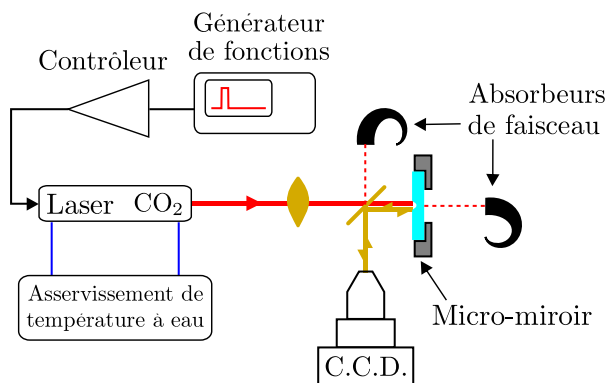 Générateur
de fonctions
Contrôleur
Absorbeurs
de faisceau
Laser CO₂
Asservissement de
température à eau
Micro-miroir
C.C.D.